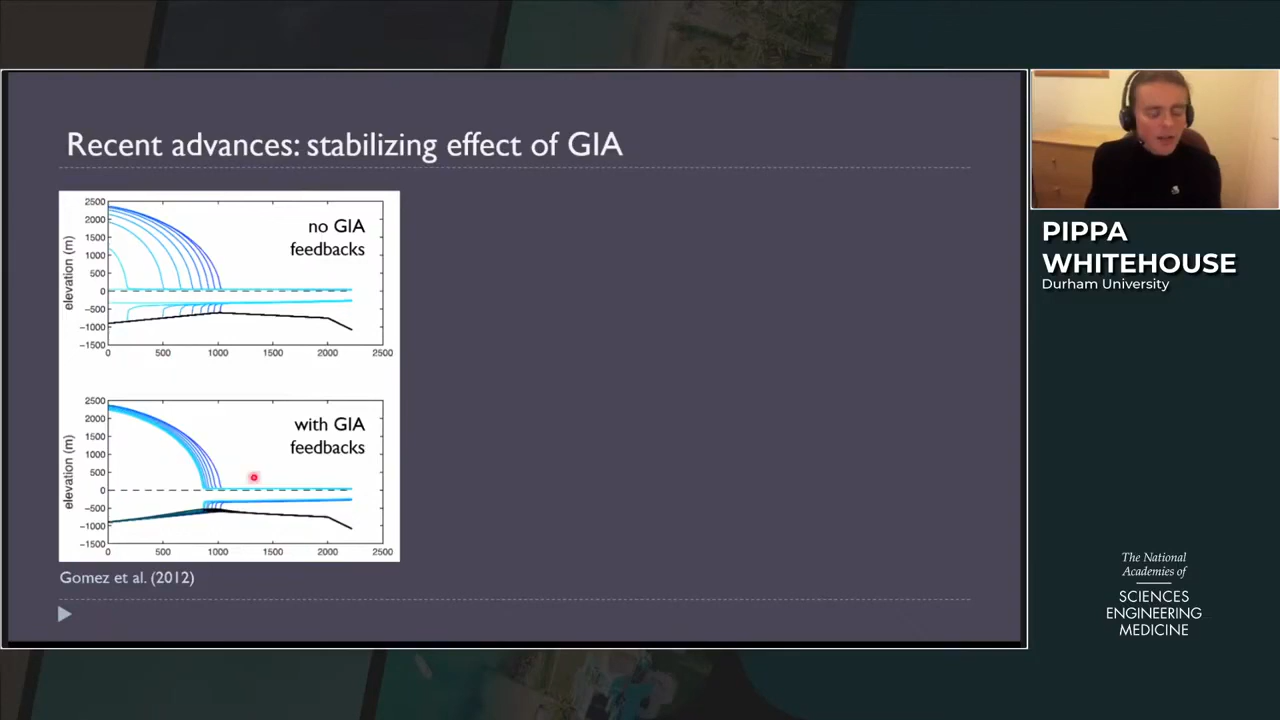 Recent advances: stabilizing effect of GIA
2500
2000
1500
1000
500
0
−500
−1000
−1500
elevation (m)
no GIA
feedbacks
0 500 1000 1500 2000 2500
2500
2000
1500
1000
500
0
−500
−1000
−1500
elevation (m)
with GIA
feedbacks
0 500 1000 1500 2000 2500
Gomez et al. (2012)
PIPPA
WHITEHOUSE
Durham University
The National
Academies of
SCIENCES
ENGINEERING
MEDICINE